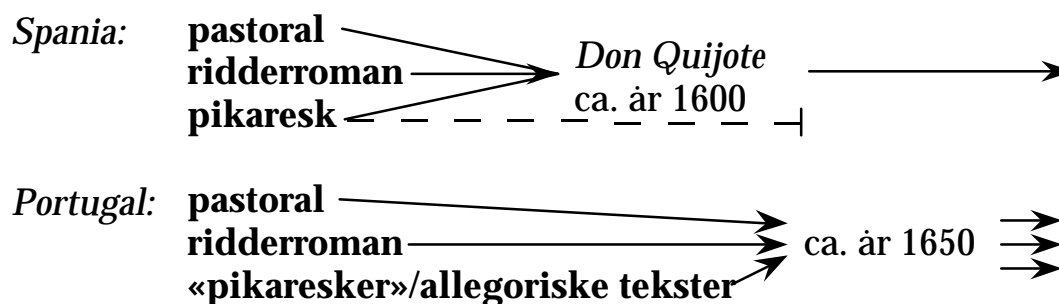 Spania: pastoral
ridderroman
pikaresk
Don Quijote
ca. år 1600
Portugal: pastoral
ridderroman
«pikaresker»/allegoriske tekster
ca. år 1650